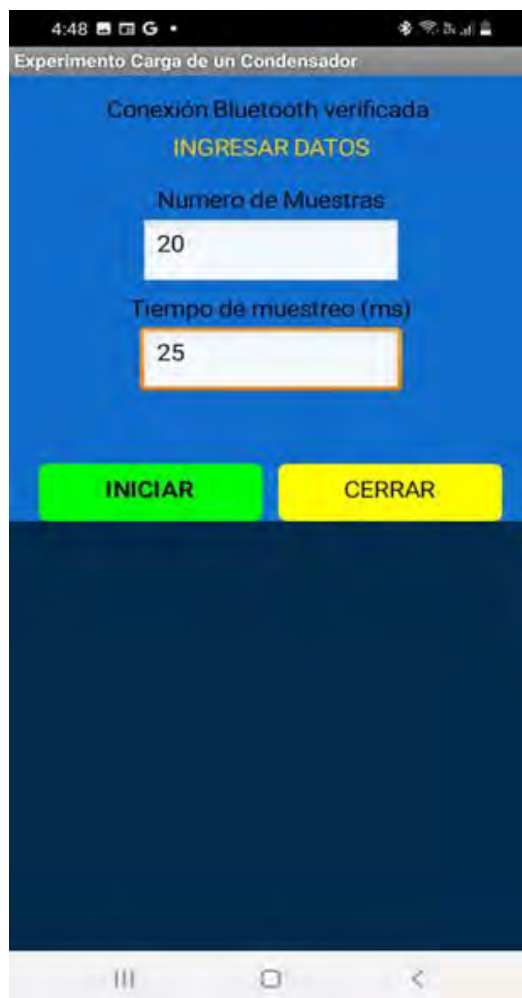 4:48 G
Experimento Carga de un Condensador
Conexión Bluetooth verificada
INGRESAR DATOS
Numero de Muestras
20
Tiempo de muestreo (ms)
25
INICIAR CERRAR